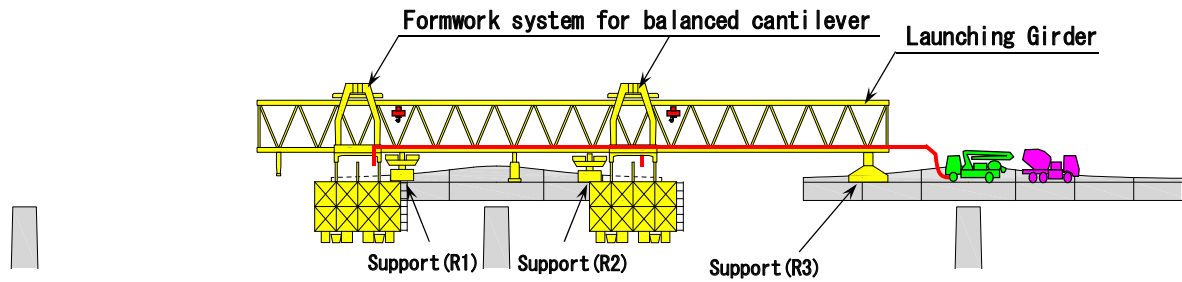 Formwork system for balanced cantilever
Launching Girder
Support(R1)
Support(R2)
Support(R3)